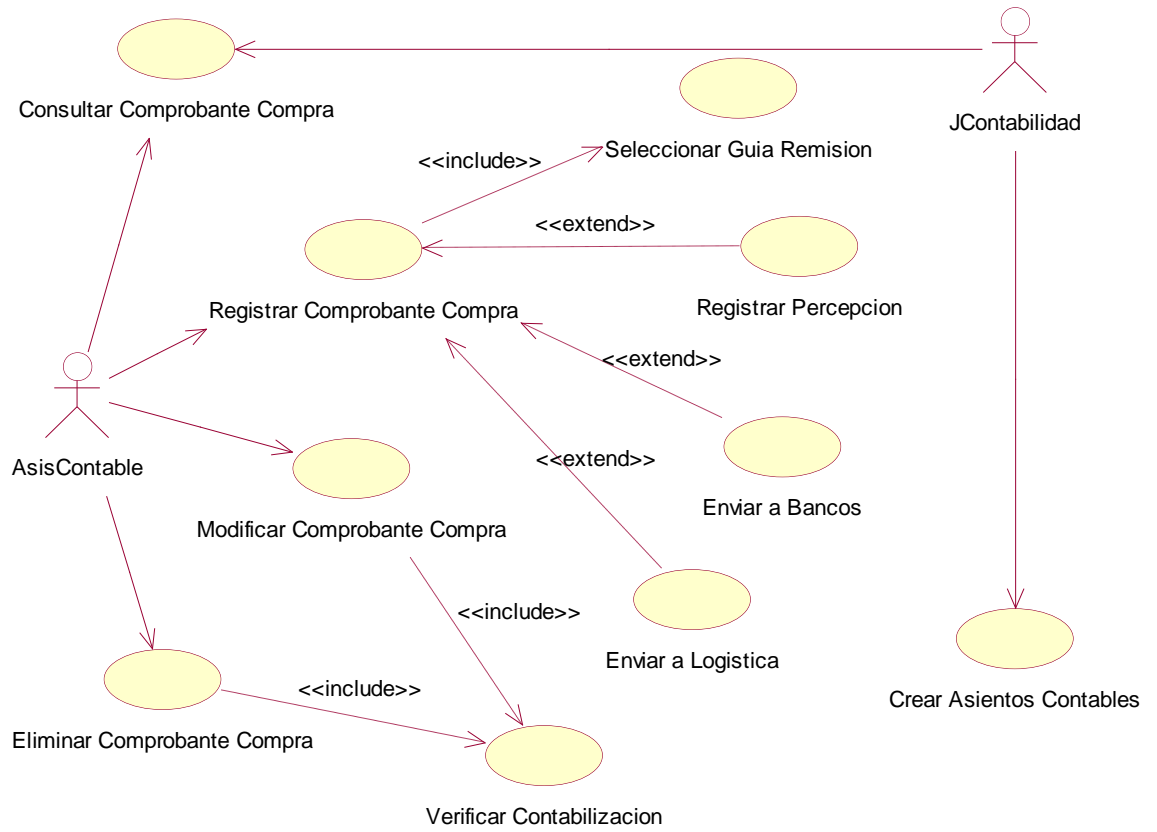 Consultar Comprobante Compra
JContabilidad
Seleccionar Guia Remision
<<include>>
<<extend>>
Registrar Comprobante Compra
Registrar Percepcion
<<extend>>
AsisContable
<<extend>>
Enviar a Bancos
Modificar Comprobante Compra
<<include>>
Enviar a Logistica
<<include>>
Crear Asientos Contables
Eliminar Comprobante Compra
Verificar Contabilizacion